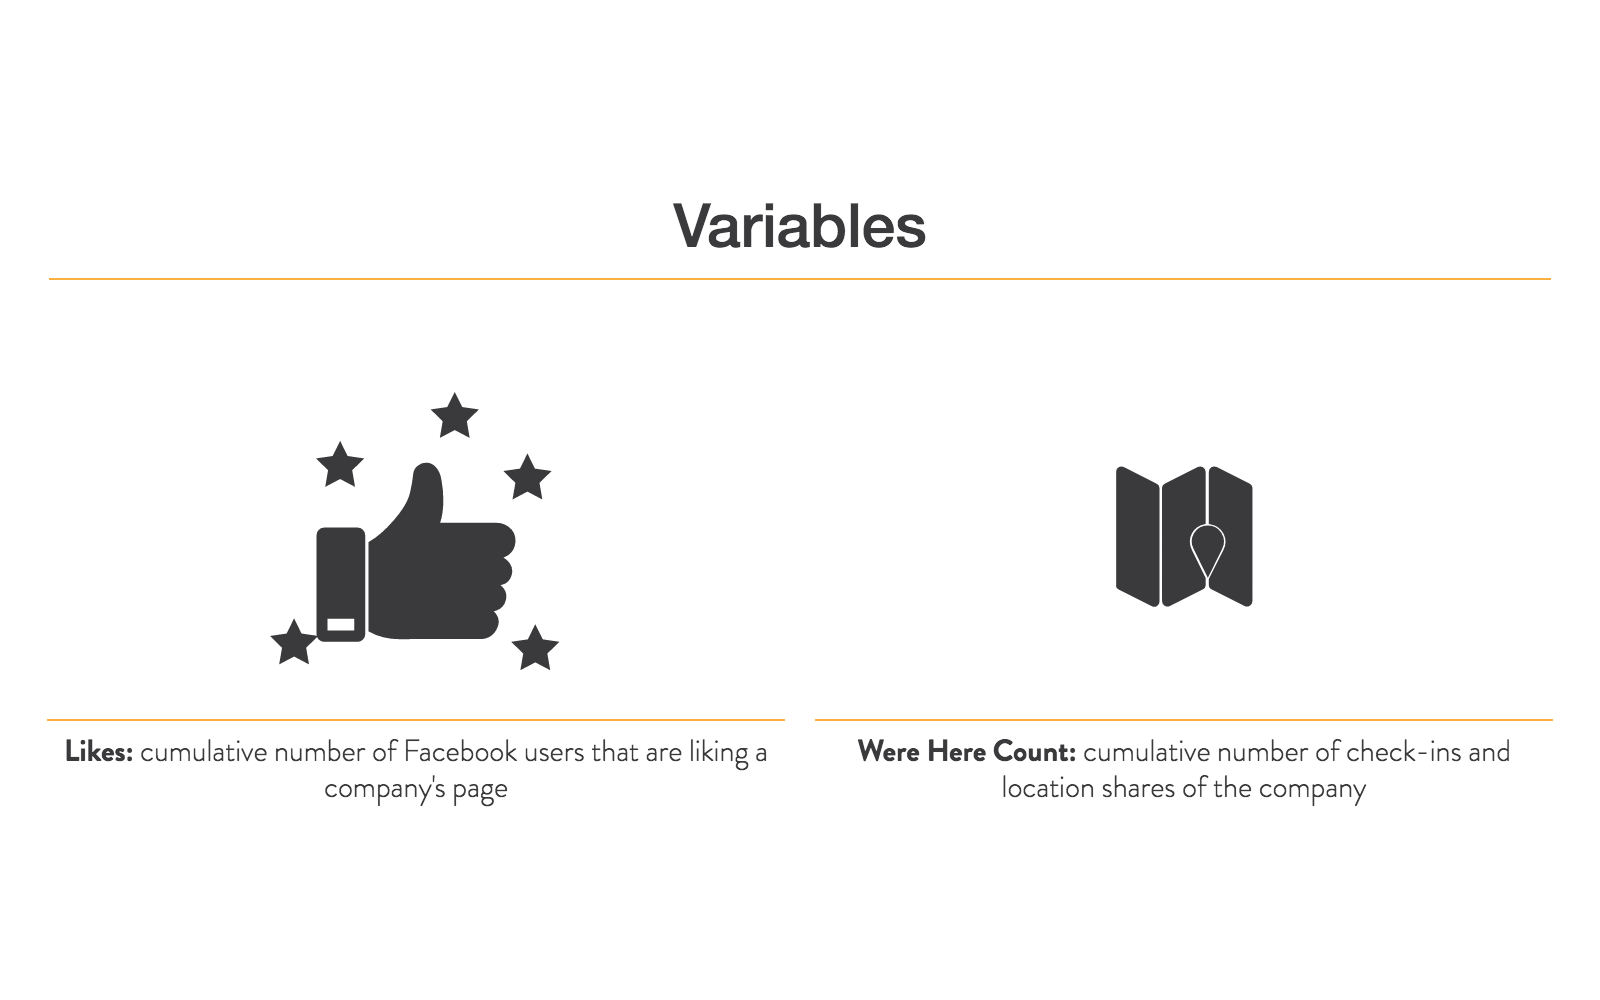 Variables
Likes: cumulative number of Facebook users that are liking a
company's page
Were Here Count: cumulative number of check-ins and
location shares of the company